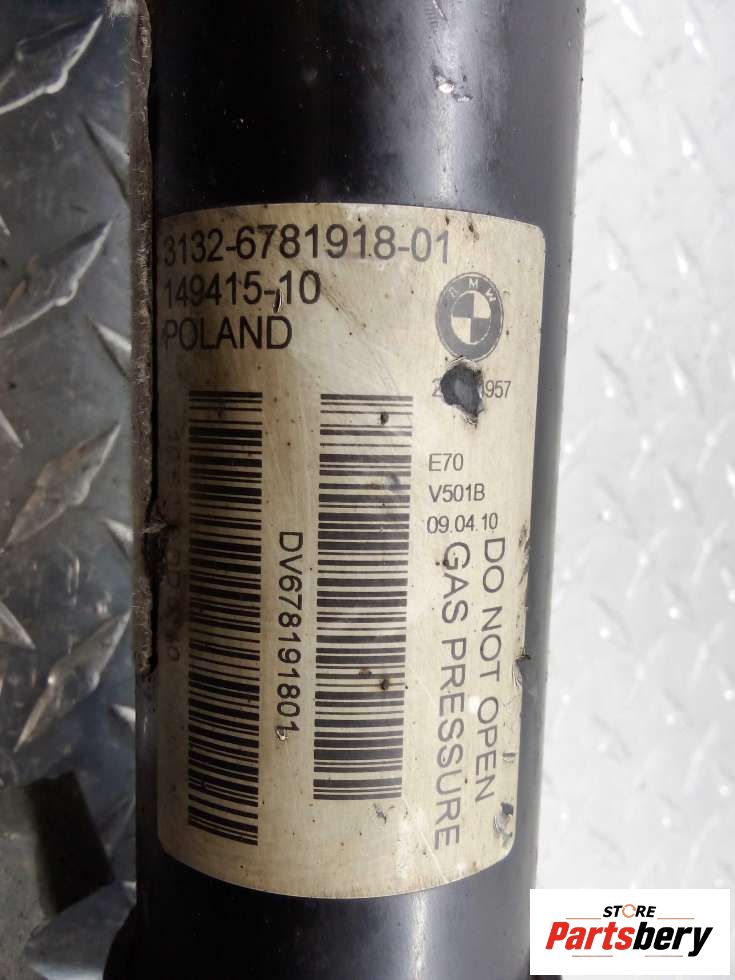 3132-6781918-01
149415-10
POLAND
BMW
E70
V501B
09.04.10
DV678191801
DO NOT OPEN
GAS PRESSURE
STORE
Partsbery